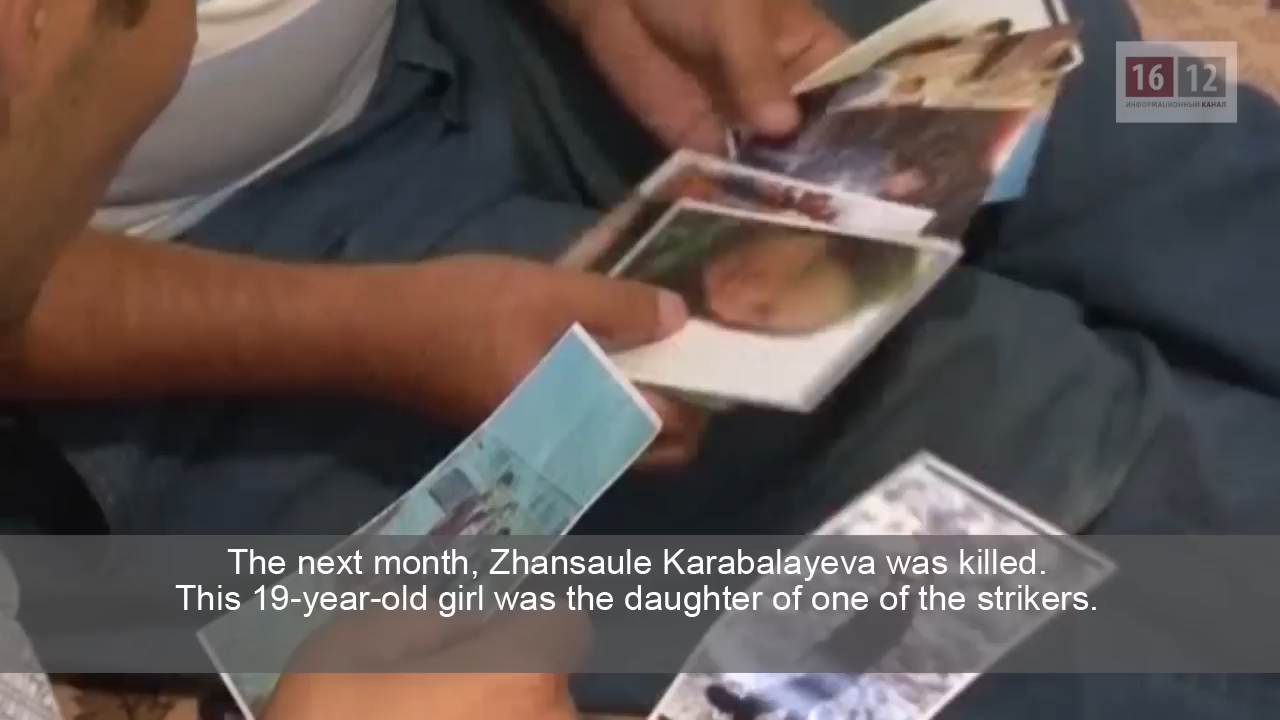 16 12
ИНФОРМАЦИОННЫЙ КАНАЛ
The next month, Zhansaule Karabalayeva was killed.
This 19-year-old girl was the daughter of one of the strikers.